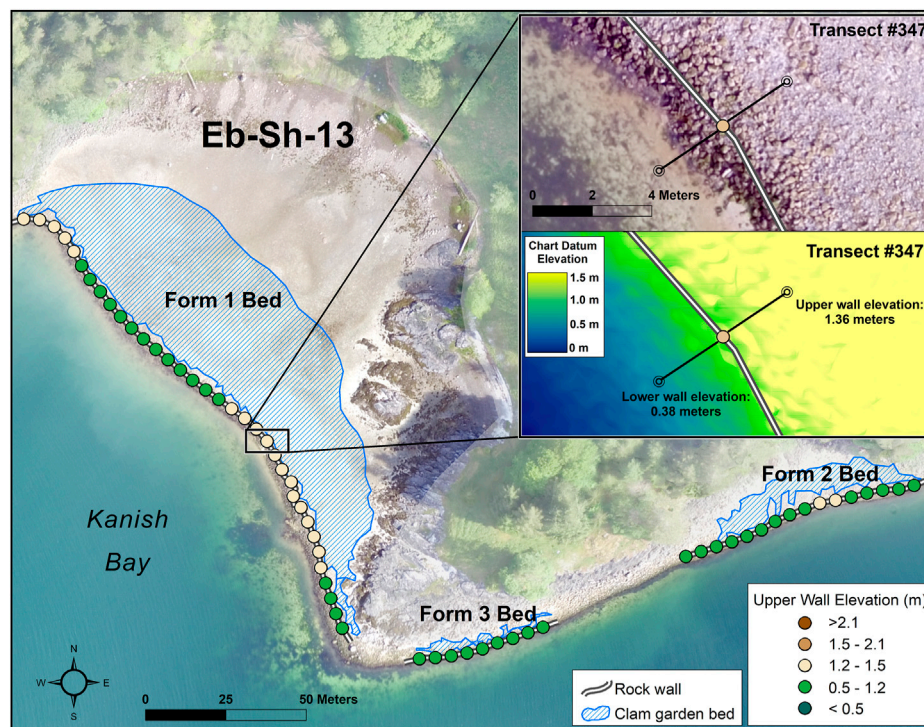 Eb-Sh-13
Form 1 Bed
Kanish
Bay
Form 3 Bed
Form 2 Bed
N
W E
S
0 25 50 Meters
Transect #347
0 2 4 Meters
Chart Datum
Elevation
1.5 m
1.0 m
0.5 m
0 m
Transect #347
Upper wall elevation:
1.36 meters
Lower wall elevation:
0.38 meters
Rock wall
Clam garden bed
Upper Wall Elevation (m)
>2.1
1.5 - 2.1
1.2 - 1.5
0.5 - 1.2
< 0.5